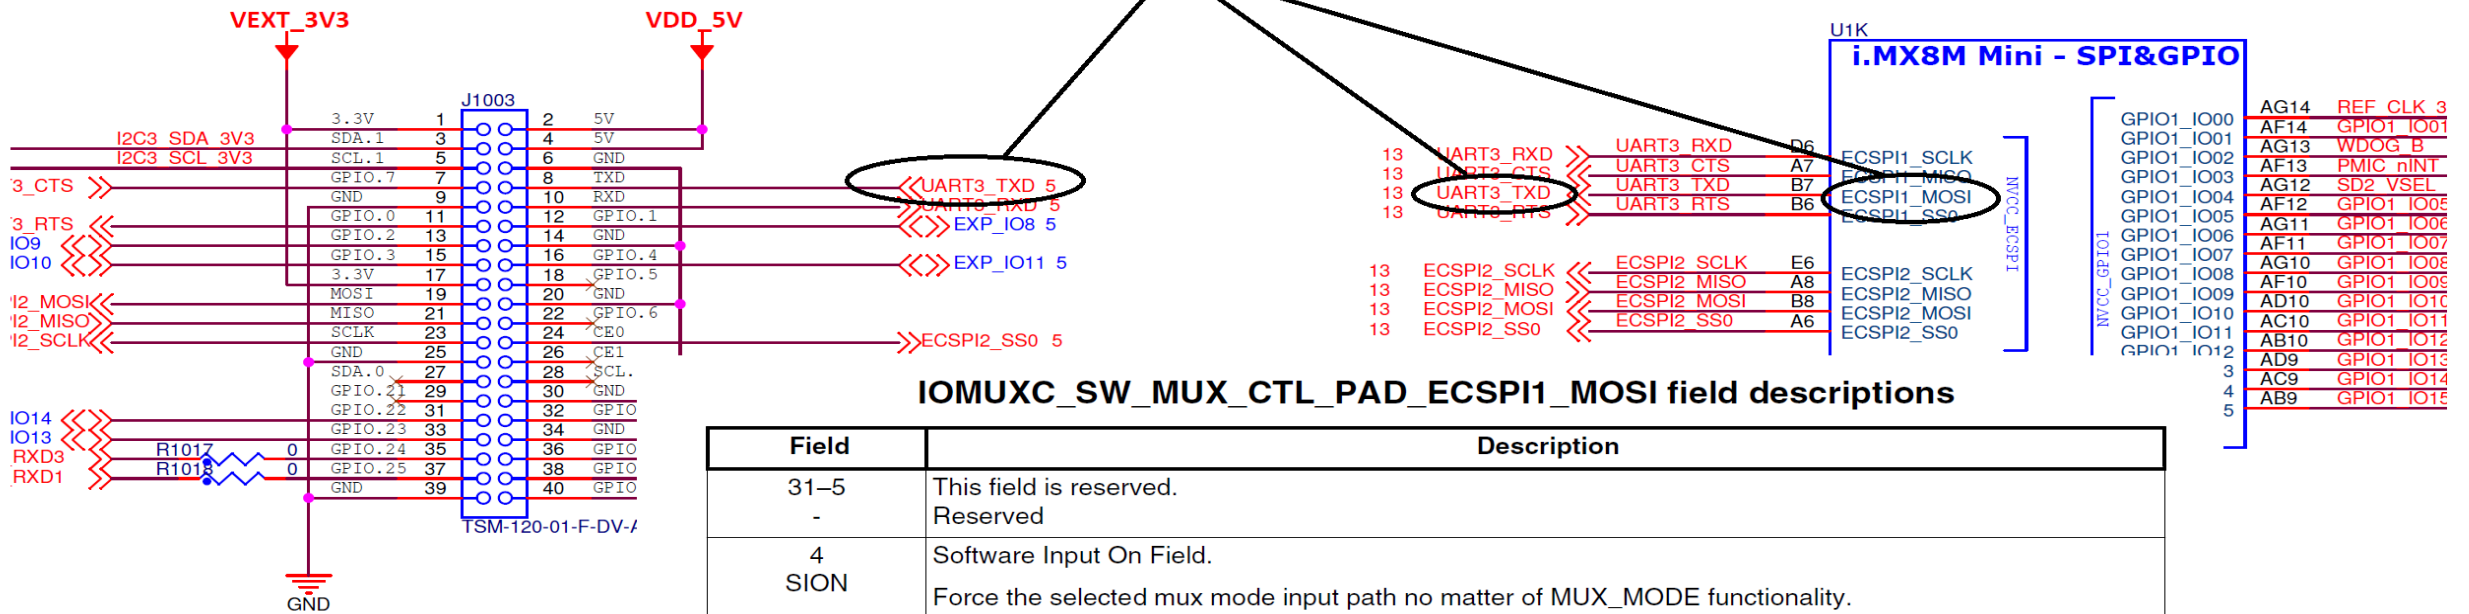 VEXT_3V3
VDD_5V
J1003
3.3V 1 2 5V
I2C3_SDA_3V3 SDA.1 3 4 5V
I2C3_SCL_3V3 SCL.1 5 6 GND
3_CTS GPIO.7 7 8 TXD UART3_TXD 5
GND 9 10 RXD UART3_RXD 5
3_RTS GPIO.0 11 12 GPIO.1 EXP_IO8 5
IO9 GPIO.2 13 14 GND
IO10 GPIO.3 15 16 GPIO.4 EXP_IO11 5
3.3V 17 18 GPIO.5
I2_MOSI MOSI 19 20 GND
I2_MISO MISO 21 22 GPIO.6
I2_SCLK SCLK 23 24 CE0 ECSPI2_SS0 5
GND 25 26 CE1
SDA.0 27 28 SCL.
GPIO.21 29 30 GND
IO14 GPIO.22 31 32 GPIO
IO13 GPIO.23 33 34 GND
RXD3 R1017 0 GPIO.24 35 36 GPIO
RXD1 R1018 0 GPIO.25 37 38 GPIO
GND 39 40 GPIO
TSM-120-01-F-DV-A
GND
U1K
i.MX8M Mini - SPI&GPIO
13 UART3_RXD UART3_RXD D6 ECSPI1_SCLK
13 UART3_CTS UART3_CTS A7 ECSPI1_MISO
13 UART3_TXD UART3_TXD B7 ECSPI1_MOSI
13 UART3_RTS UART3_RTS B6 ECSPI1_SS0
13 ECSPI2_SCLK ECSPI2_SCLK E6 ECSPI2_SCLK
13 ECSPI2_MISO ECSPI2_MISO A8 ECSPI2_MISO
13 ECSPI2_MOSI ECSPI2_MOSI B8 ECSPI2_MOSI
13 ECSPI2_SS0 ECSPI2_SS0 A6 ECSPI2_SS0
NVCC_ECSPI
NVCC_GPIO1
GPIO1_IO00 AG14 REF_CLK_3
GPIO1_IO01 AF14 GPIO1_IO01
GPIO1_IO02 AG13 WDOG_B
GPIO1_IO03 AF13 PMIC_nINT
GPIO1_IO04 AG12 SD2_VSEL
GPIO1_IO05 AF12 GPIO1_IO05
GPIO1_IO06 AG11 GPIO1_IO06
GPIO1_IO07 AF11 GPIO1_IO07
GPIO1_IO08 AG10 GPIO1_IO08
GPIO1_IO09 AF10 GPIO1_IO09
GPIO1_IO10 AD10 GPIO1_IO10
GPIO1_IO11 AC10 GPIO1_IO11
GPIO1_IO12 AB10 GPIO1_IO12
3 AD9 GPIO1_IO13
4 AC9 GPIO1_IO14
5 AB9 GPIO1_IO15
IOMUXC_SW_MUX_CTL_PAD_ECSPI1_MOSI field descriptions
Field Description
31–5 This field is reserved.
- Reserved
4 Software Input On Field.
SION
Force the selected mux mode input path no matter of MUX_MODE functionality.